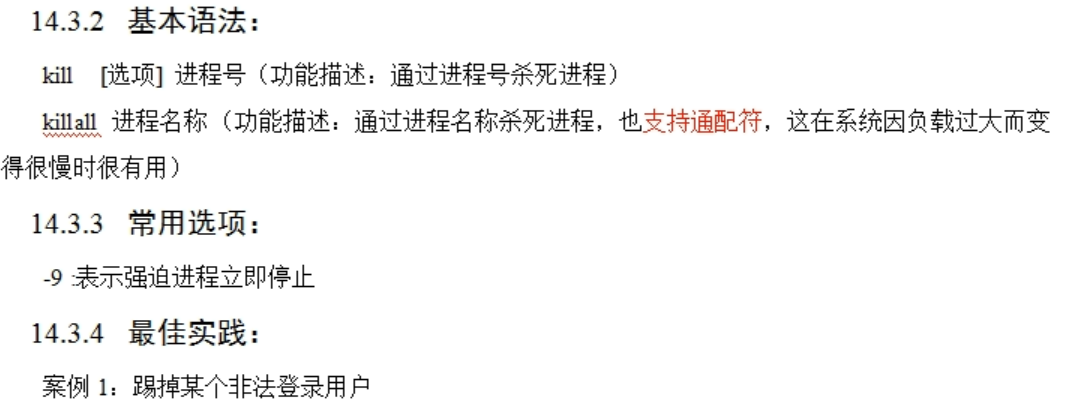 14.3.2 基本语法：
kill [选项] 进程号（功能描述：通过进程号杀死进程）
killall 进程名称（功能描述：通过进程名称杀死进程，也支持通配符，这在系统因负载过大而变
得很慢时很有用）
14.3.3 常用选项：
-9 :表示强迫进程立即停止
14.3.4 最佳实践：
案例 1：踢掉某个非法登录用户